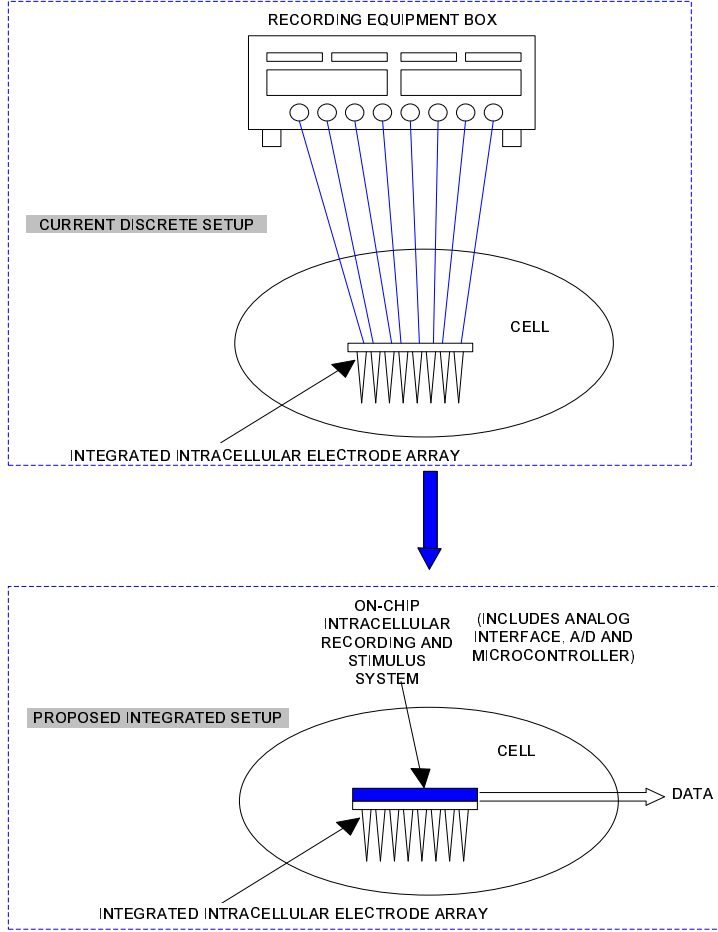 RECORDING EQUIPMENT BOX
CURRENT DISCRETE SETUP
CELL
INTEGRATED INTRACELLULAR ELECTRODE ARRAY
ON-CHIP
INTRACELLULAR
RECORDING AND
STIMULUS
SYSTEM
(INCLUDES ANALOG
INTERFACE, A/D AND
MICROCONTROLLER)
PROPOSED INTEGRATED SETUP
CELL
DATA
INTEGRATED INTRACELLULAR ELECTRODE ARRAY